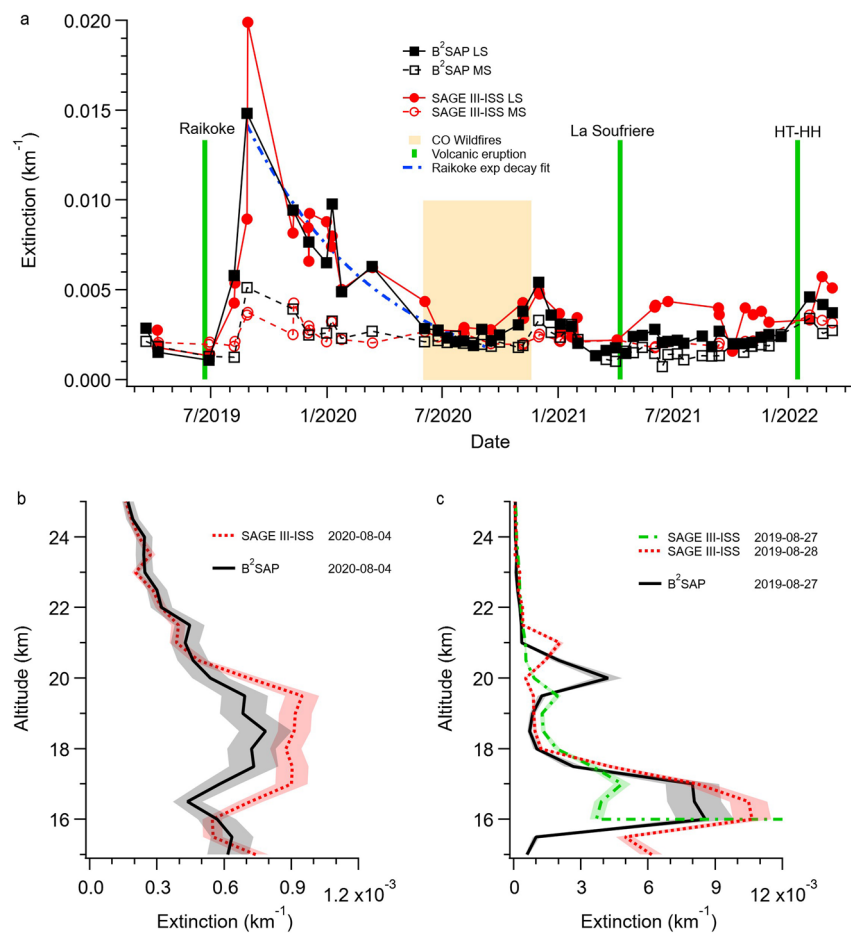 a
0.020
0.015
0.010
0.005
0.000
Extinction (km⁻¹)
B²SAP LS
B²SAP MS
SAGE III-ISS LS
SAGE III-ISS MS
CO Wildfires
Volcanic eruption
Raikoke exp decay fit
Raikoke
La Soufriere
HT-HH
7/2019 1/2020 7/2020 1/2021 7/2021 1/2022
Date
b
24
22
20
18
16
Altitude (km)
SAGE III-ISS 2020-08-04
B²SAP 2020-08-04
0.0 0.3 0.6 0.9 1.2 x10⁻³
Extinction (km⁻¹)
c
24
22
20
18
16
Altitude (km)
SAGE III-ISS 2019-08-27
SAGE III-ISS 2019-08-28
B²SAP 2019-08-27
0 3 6 9 12 x10⁻³
Extinction (km⁻¹)